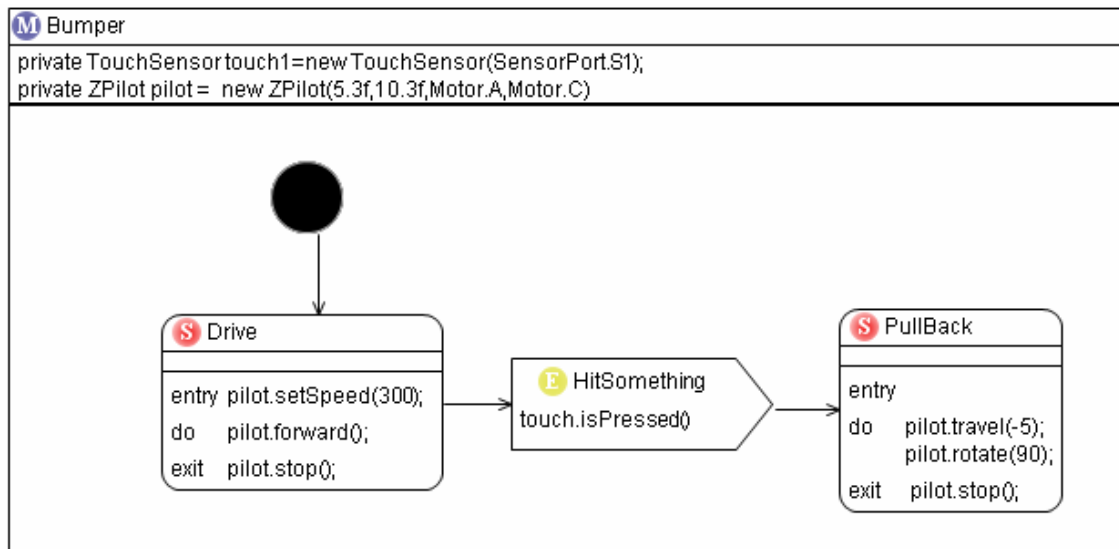 M Bumper
private TouchSensor touch1=new TouchSensor(SensorPort.S1);
private ZPilot pilot = new ZPilot(5.3f,10.3f,Motor.A,Motor.C)
S Drive
entry pilot.setSpeed(300);
do pilot.forward();
exit pilot.stop();
E HitSomething
touch.isPressed()
S PullBack
entry
do pilot.travel(-5);
pilot.rotate(90);
exit pilot.stop();